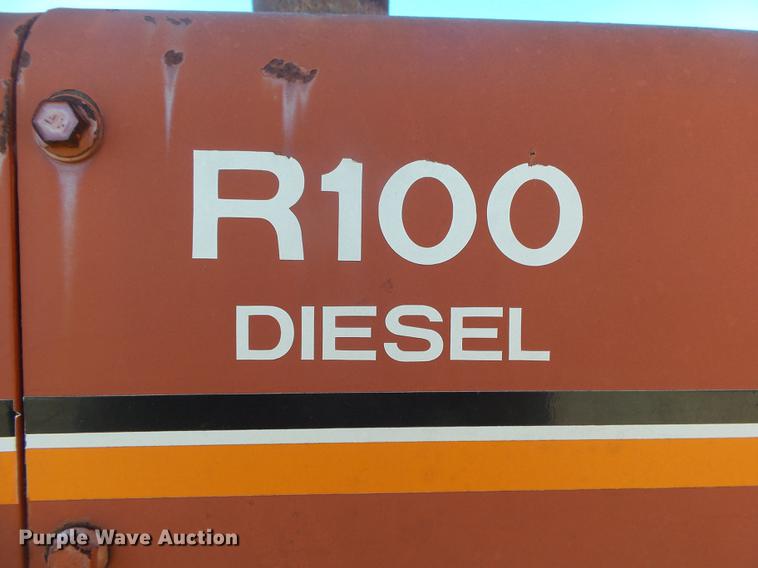 R100
DIESEL
Purple Wave Auction